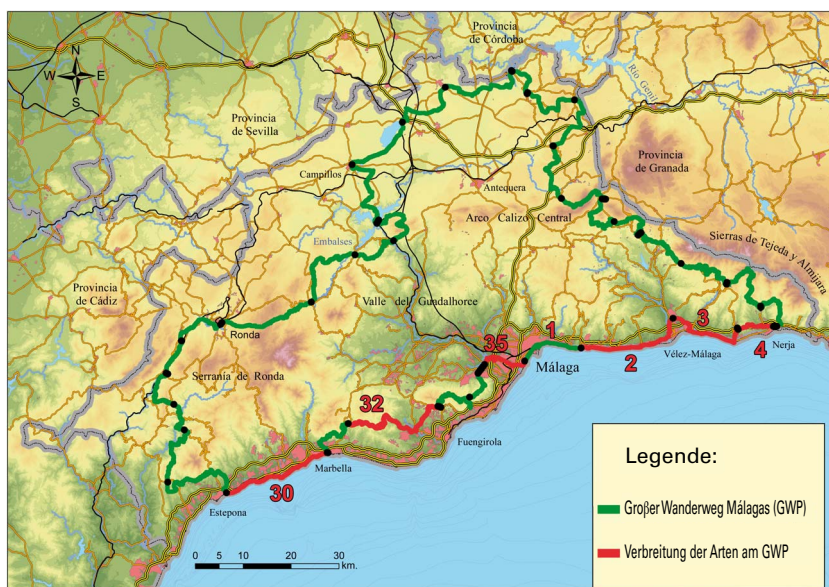 Provincia
de Córdoba
Río Genil
N
W E
S
Provincia
de Sevilla
Provincia
de Granada
Campillos
Antequera
Arco Calizo Central
Sierras de Tejeda y Almijara
Embalses
Provincia
de Cádiz
Valle del Guadalhorce
Ronda
35
1
3
Málaga
2
Vélez-Málaga
4
Nerja
Serranía de Ronda
32
Fuengirola
Marbella
30
Estepona
0 5 10 20 30
km.
Legende:
Großer Wanderweg Málagas (GWP)
Verbreitung der Arten am GWP